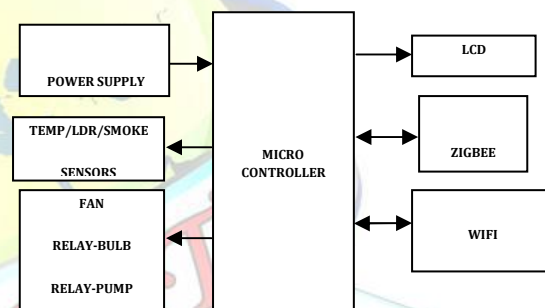 POWER SUPPLY
TEMP/LDR/SMOKE
SENSORS
FAN
RELAY-BULB
RELAY-PUMP
MICRO
CONTROLLER
LCD
ZIGBEE
WIFI